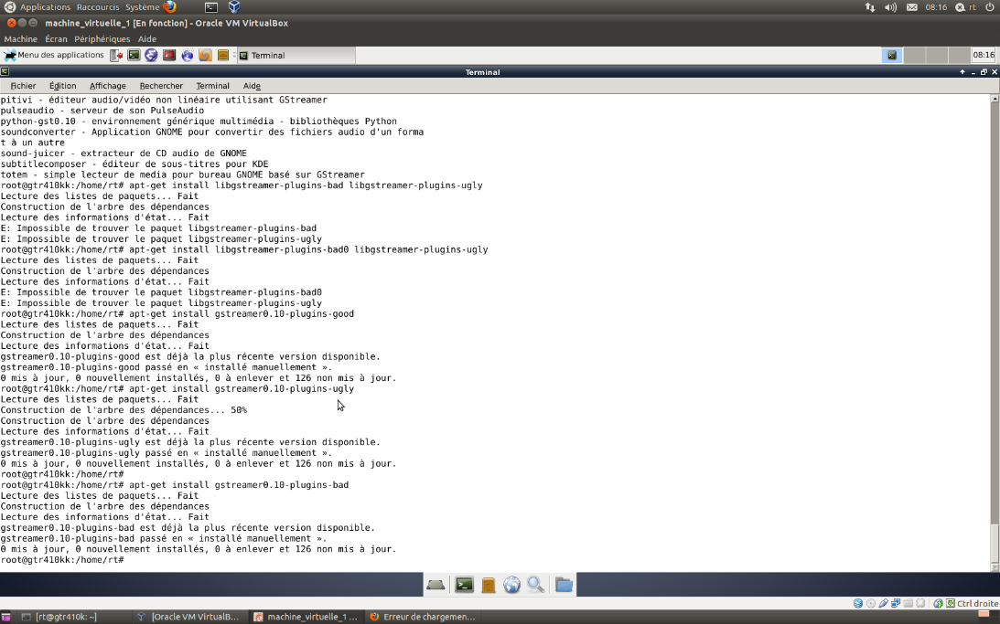 Applications Raccourcis Système 08:16 rt
machine_virtuelle_1 [En fonction] - Oracle VM VirtualBox
Machine Écran Périphériques Aide
Menu des applications Terminal 08:16
Terminal
Fichier Édition Affichage Rechercher Terminal Aide
pitivi - éditeur audio/vidéo non linéaire utilisant GStreamer
pulseaudio - serveur de son PulseAudio
python-gst0.10 - environnement générique multimédia - bibliothèques Python
soundconverter - Application GNOME pour convertir des fichiers audio d'un forma
t à un autre
sound-juicer - extracteur de CD audio de GNOME
subtitlecomposer - éditeur de sous-titres pour KDE
totem - simple lecteur de media pour bureau GNOME basé sur GStreamer
root@gtr410kk:/home/rt# apt-get install libgstreamer-plugins-bad libgstreamer-plugins-ugly
Lecture des listes de paquets... Fait
Construction de l'arbre des dépendances
Lecture des informations d'état... Fait
E: Impossible de trouver le paquet libgstreamer-plugins-bad
E: Impossible de trouver le paquet libgstreamer-plugins-ugly
root@gtr410kk:/home/rt# apt-get install libgstreamer-plugins-bad0 libgstreamer-plugins-ugly
Lecture des listes de paquets... Fait
Construction de l'arbre des dépendances
Lecture des informations d'état... Fait
E: Impossible de trouver le paquet libgstreamer-plugins-bad0
E: Impossible de trouver le paquet libgstreamer-plugins-ugly
root@gtr410kk:/home/rt# apt-get install gstreamer0.10-plugins-good
Lecture des listes de paquets... Fait
Construction de l'arbre des dépendances
Lecture des informations d'état... Fait
gstreamer0.10-plugins-good est déjà la plus récente version disponible.
gstreamer0.10-plugins-good passé en « installé manuellement ».
0 mis à jour, 0 nouvellement installés, 0 à enlever et 126 non mis à jour.
root@gtr410kk:/home/rt# apt-get install gstreamer0.10-plugins-ugly
Lecture des listes de paquets... Fait
Construction de l'arbre des dépendances... 50%
Construction de l'arbre des dépendances
Lecture des informations d'état... Fait
gstreamer0.10-plugins-ugly est déjà la plus récente version disponible.
gstreamer0.10-plugins-ugly passé en « installé manuellement ».
0 mis à jour, 0 nouvellement installés, 0 à enlever et 126 non mis à jour.
root@gtr410kk:/home/rt#
root@gtr410kk:/home/rt# apt-get install gstreamer0.10-plugins-bad
Lecture des listes de paquets... Fait
Construction de l'arbre des dépendances
Lecture des informations d'état... Fait
gstreamer0.10-plugins-bad est déjà la plus récente version disponible.
gstreamer0.10-plugins-bad passé en « installé manuellement ».
0 mis à jour, 0 nouvellement installés, 0 à enlever et 126 non mis à jour.
root@gtr410kk:/home/rt#
Ctrl droite
[rt@gtr410k: ~] [Oracle VM VirtualB... machine_virtuelle_1 ... Erreur de chargemen...